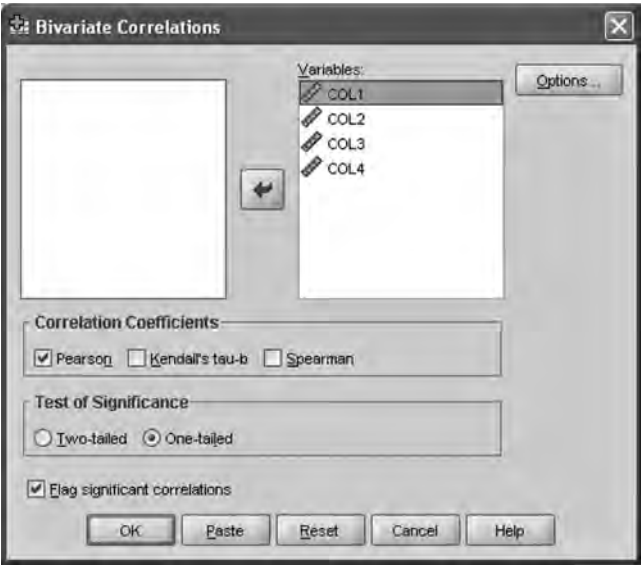 Bivariate Correlations
Variables:
Options...
COL1
COL2
COL3
COL4
Correlation Coefficients
Pearson Kendall's tau-b Spearman
Test of Significance
Two-tailed One-tailed
Flag significant correlations
OK Paste Reset Cancel Help